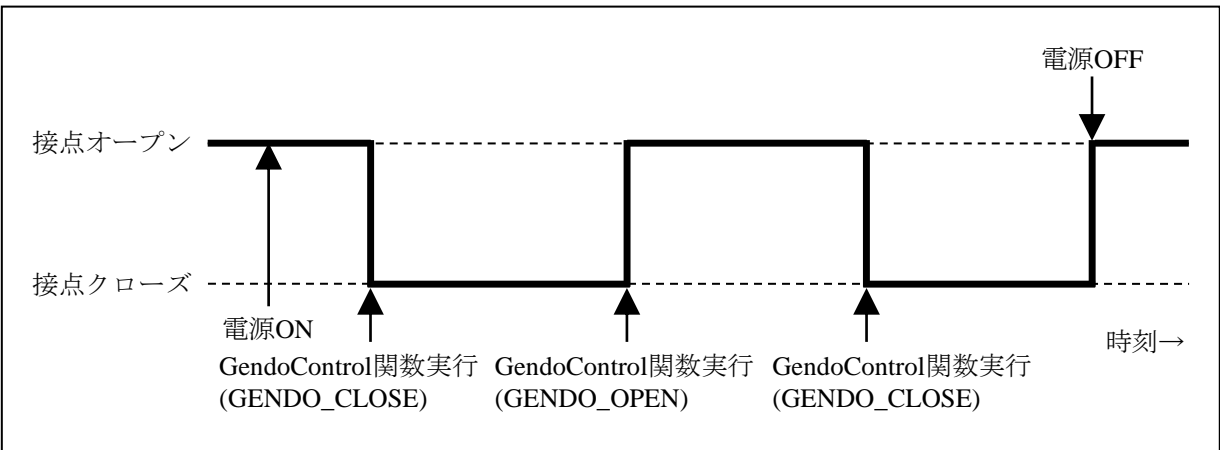 電源OFF
接点オープン
接点クローズ
電源ON
時刻→
GendoControl関数実行
(GENDO_CLOSE)
GendoControl関数実行
(GENDO_OPEN)
GendoControl関数実行
(GENDO_CLOSE)